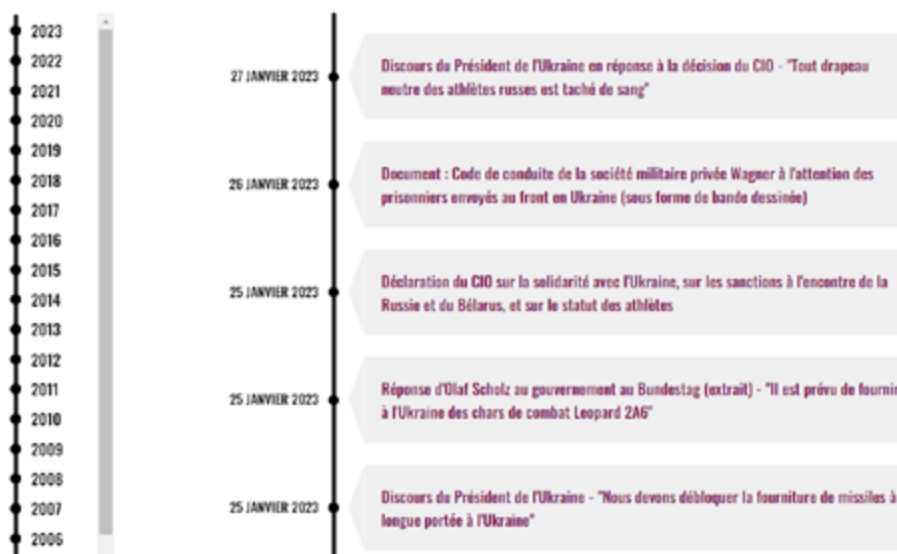 2023
2022
2021
2020
2019
2018
2017
2016
2015
2014
2013
2012
2011
2010
2009
2008
2007
2006
27 JANVIER 2023
Discours du Président de l'Ukraine en réponse à la décision du CIO - "Tout drapeau
neutre des athlètes russes est taché de sang"
26 JANVIER 2023
Document : Code de conduite de la société militaire privée Wagner à l'attention des
prisonniers envoyés au front en Ukraine (sous forme de bande dessinée)
25 JANVIER 2023
Déclaration du CIO sur la solidarité avec l'Ukraine, sur les sanctions à l'encontre de la
Russie et du Bélarus, et sur le statut des athlètes
25 JANVIER 2023
Réponse d'Olaf Scholz au gouvernement au Bundestag (extrait) - "Il est prévu de fournir
à l'Ukraine des chars de combat Leopard 2A6"
25 JANVIER 2023
Discours du Président de l'Ukraine - "Nous devons débloquer la fourniture de missiles à
longue portée à l'Ukraine"